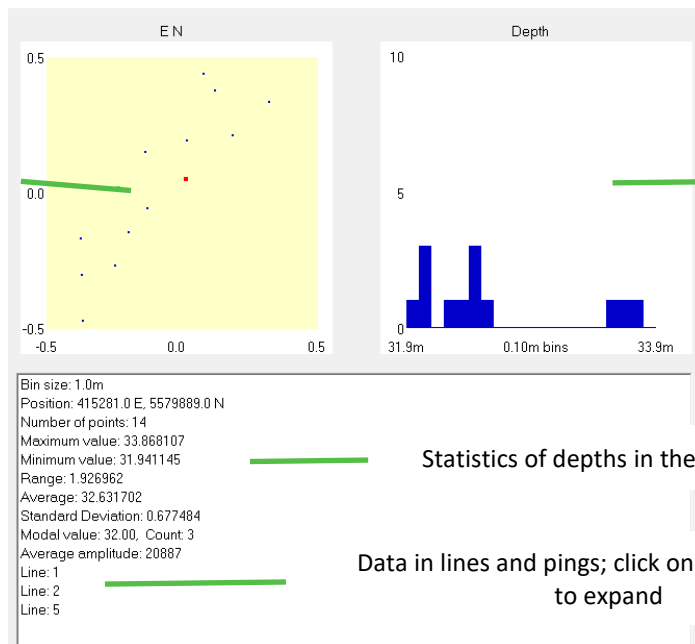 E N
0.5
0.0
-0.5
-0.5 0.0 0.5
Depth
10
5
0
31.9m 0.10m bins 33.9m
Bin size: 1.0m
Position: 415281.0 E, 5579889.0 N
Number of points: 14
Maximum value: 33.868107
Minimum value: 31.941145
Range: 1.926962
Average: 32.631702
Standard Deviation: 0.677484
Modal value: 32.00, Count: 3
Average amplitude: 20887
Line: 1
Line: 2
Line: 5
Statistics of depths in the
Data in lines and pings; click on
to expand